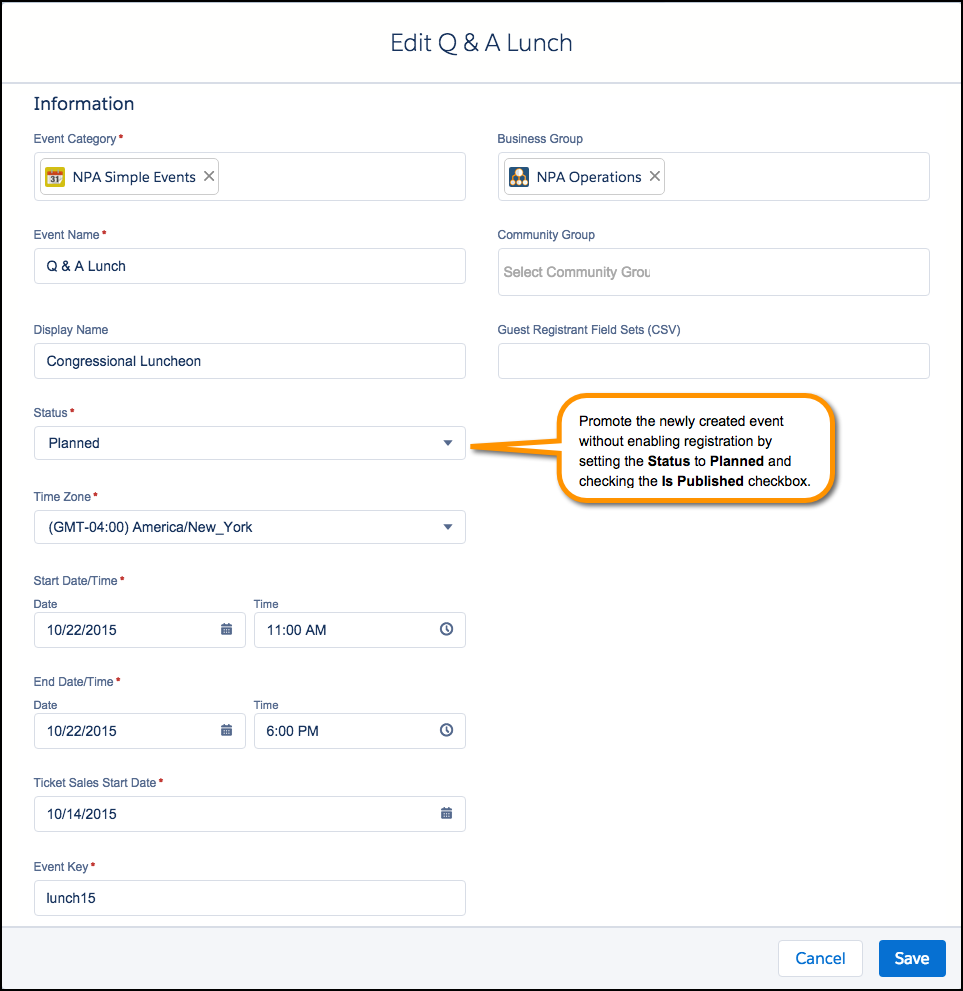 Edit Q & A Lunch
Information
Event Category *
31 NPA Simple Events
Business Group
NPA Operations
Event Name *
Q & A Lunch
Community Group
Select Community Grou
Display Name
Congressional Luncheon
Guest Registrant Field Sets (CSV)
Status *
Planned
Promote the newly created event
without enabling registration by
setting the Status to Planned and
checking the Is Published checkbox.
Time Zone *
(GMT-04:00) America/New_York
Start Date/Time *
Date Time
10/22/2015 11:00 AM
End Date/Time *
Date Time
10/22/2015 6:00 PM
Ticket Sales Start Date *
10/14/2015
Event Key *
lunch15
Cancel Save